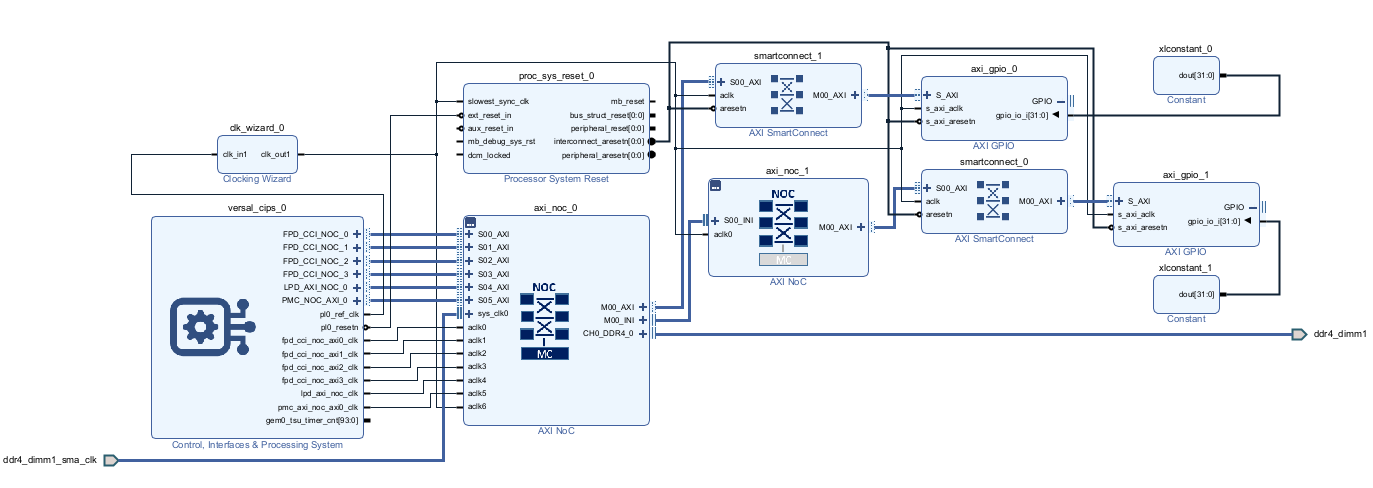 clk_wizard_0
clk_in1
clk_out1
Clocking Wizard
versal_cips_0
FPD_CCI_NOC_0
FPD_CCI_NOC_1
FPD_CCI_NOC_2
FPD_CCI_NOC_3
LPD_AXI_NOC_0
PMC_NOC_AXI_0
pl0_ref_clk
pl0_resetn
fpd_cci_noc_axi0_clk
fpd_cci_noc_axi1_clk
fpd_cci_noc_axi2_clk
fpd_cci_noc_axi3_clk
lpd_axi_noc_clk
pmc_axi_noc_axi0_clk
gem0_tsu_timer_cnt[93:0]
Control, Interfaces & Processing System
ddr4_dimm1_sma_clk
proc_sys_reset_0
slowest_sync_clk
ext_reset_in
aux_reset_in
mb_debug_sys_rst
dcm_locked
mb_reset
bus_struct_reset[0:0]
peripheral_reset[0:0]
interconnect_aresetn[0:0]
peripheral_aresetn[0:0]
Processor System Reset
axi_noc_0
S00_AXI
S01_AXI
S02_AXI
S03_AXI
S04_AXI
S05_AXI
sys_clk0
aclk0
aclk1
aclk2
aclk3
aclk4
aclk5
aclk6
NOC
MC
M00_AXI
M00_INI
CH0_DDR4_0
AXI NoC
smartconnect_1
S00_AXI
aclk
aresetn
M00_AXI
AXI SmartConnect
axi_noc_1
S00_INI
aclk0
NOC
MC
M00_AXI
AXI NoC
axi_gpio_0
S_AXI
s_axi_aclk
s_axi_aresetn
GPIO
gpio_io_i[31:0]
AXI GPIO
smartconnect_0
S00_AXI
aclk
aresetn
M00_AXI
AXI SmartConnect
xlconstant_0
dout[31:0]
Constant
axi_gpio_1
S_AXI
s_axi_aclk
s_axi_aresetn
GPIO
gpio_io_i[31:0]
AXI GPIO
xlconstant_1
dout[31:0]
Constant
ddr4_dimm1